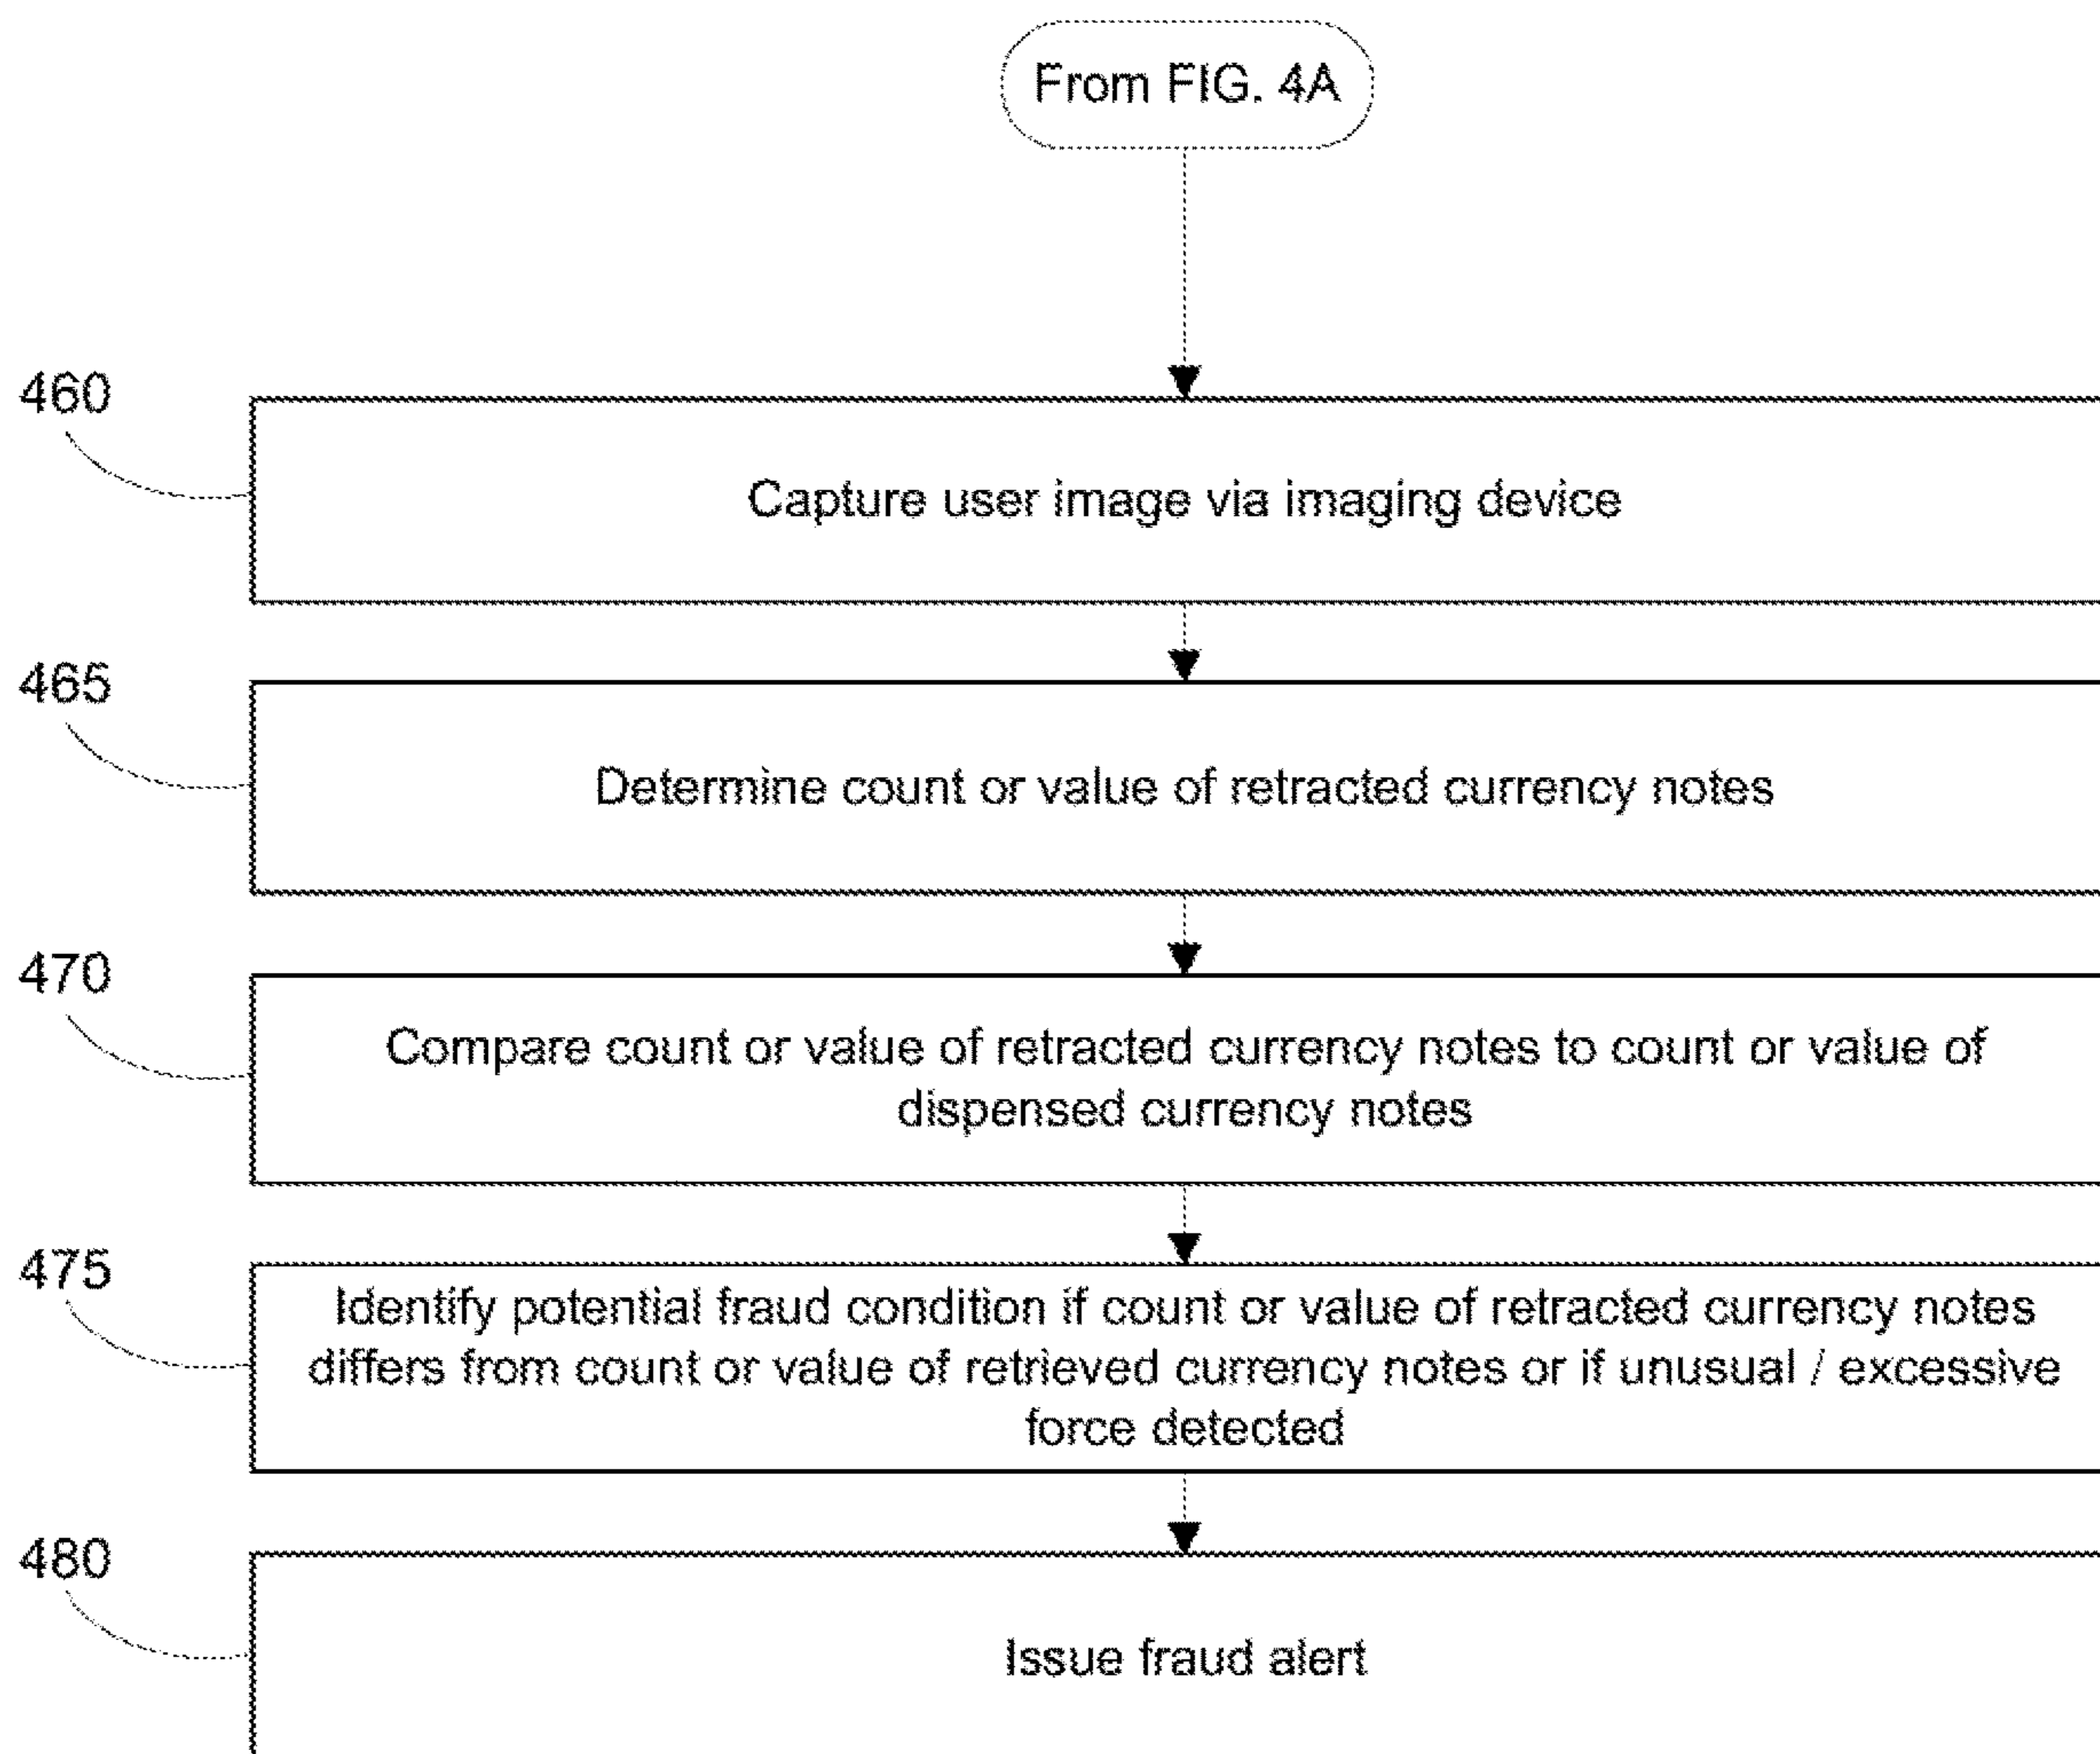 From FIG. 4A
460
Capture user image via imaging device
465
Determine count or value of retracted currency notes
470
Compare count or value of retracted currency notes to count or value of
dispensed currency notes
475
Identify potential fraud condition if count or value of retracted currency notes
differs from count or value of retrieved currency notes or if unusual / excessive
force detected
480
Issue fraud alert